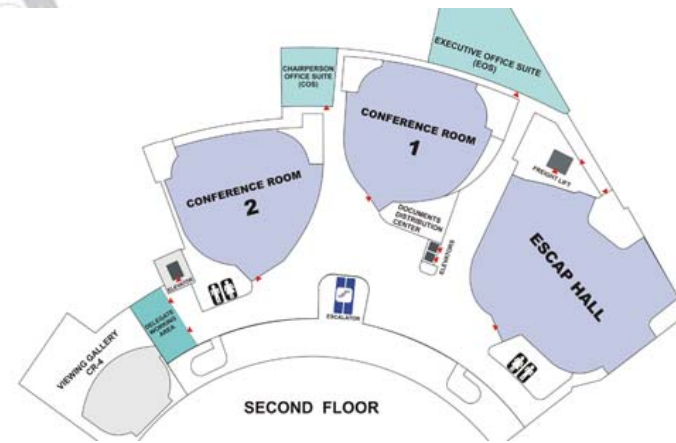 EXECUTIVE OFFICE SUITE
(EOS)
CHAIRPERSON
OFFICE SUITE
(COS)
CONFERENCE ROOM
1
CONFERENCE ROOM
2
FREIGHT LIFT
DOCUMENTS
DISTRIBUTION
CENTER
ELEVATORS
ESCAP HALL
ELEVATOR
ESCALATOR
DELEGATE
WORKING
AREA
VIEWING GALLERY
CR-4
SECOND FLOOR